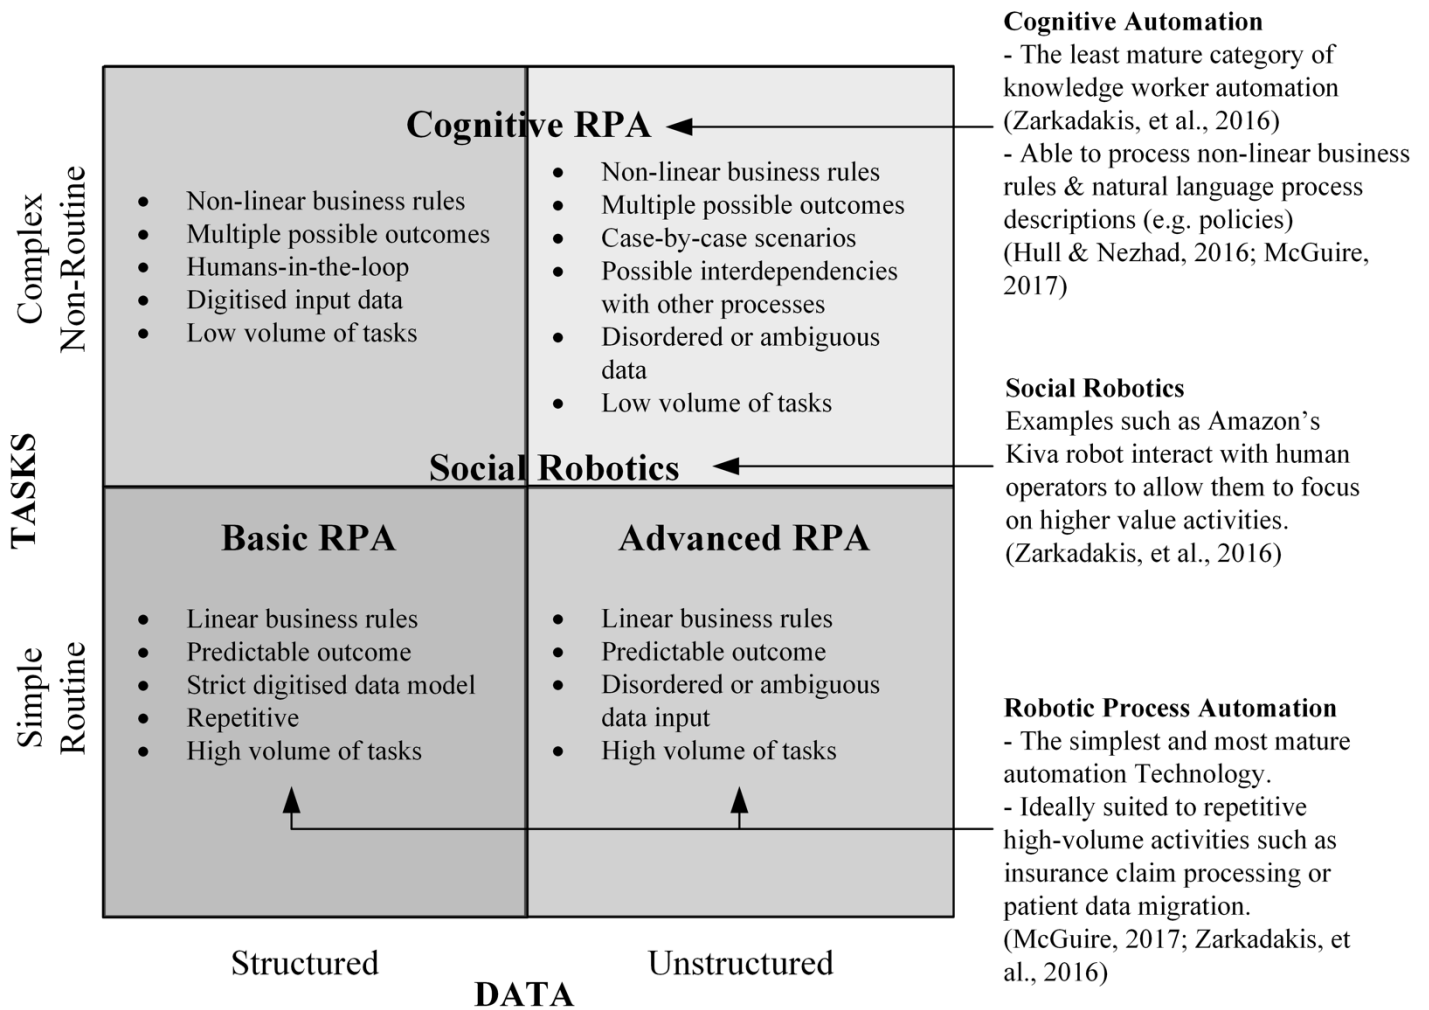 Cognitive RPA
• Non-linear business rules
• Multiple possible outcomes
• Humans-in-the-loop
• Digitised input data
• Low volume of tasks
• Non-linear business rules
• Multiple possible outcomes
• Case-by-case scenarios
• Possible interdependencies
with other processes
• Disordered or ambiguous
data
• Low volume of tasks
Social Robotics
Basic RPA
• Linear business rules
• Predictable outcome
• Strict digitised data model
• Repetitive
• High volume of tasks
Advanced RPA
• Linear business rules
• Predictable outcome
• Disordered or ambiguous
data input
• High volume of tasks
Complex
Non-Routine
TASKS
Simple
Routine
Structured
Unstructured
DATA
Cognitive Automation
- The least mature category of
knowledge worker automation
(Zarkadakis, et al., 2016)
- Able to process non-linear business
rules & natural language process
descriptions (e.g. policies)
(Hull & Nezhad, 2016; McGuire,
2017)
Social Robotics
Examples such as Amazon’s
Kiva robot interact with human
operators to allow them to focus
on higher value activities.
(Zarkadakis, et al., 2016)
Robotic Process Automation
- The simplest and most mature
automation Technology.
- Ideally suited to repetitive
high-volume activities such as
insurance claim processing or
patient data migration.
(McGuire, 2017; Zarkadakis, et
al., 2016)